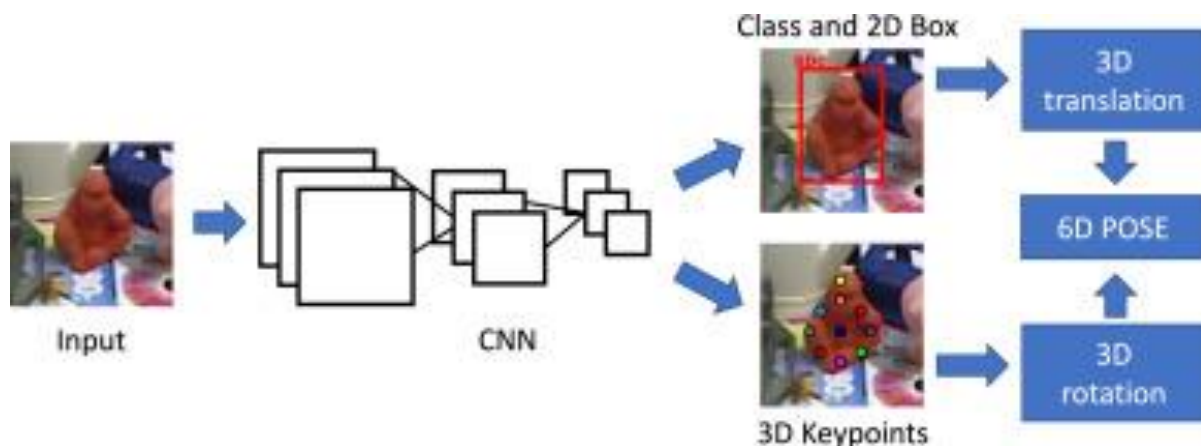 Class and 2D Box
3D
translation
6D POSE
Input
CNN
3D
rotation
3D Keypoints